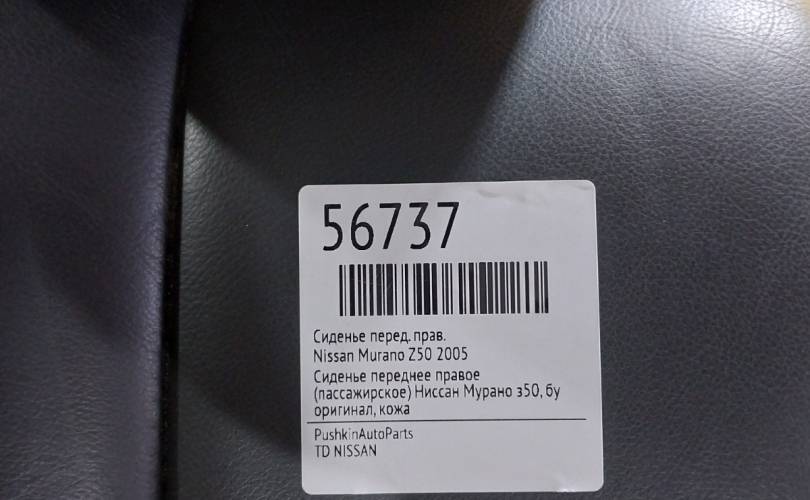 56737
Сиденье перед. прав.
Nissan Murano Z50 2005
Сиденье переднее правое
(пассажирское) Ниссан Мурано з50, бу
оригинал, кожа
PushkinAutoParts
TD NISSAN